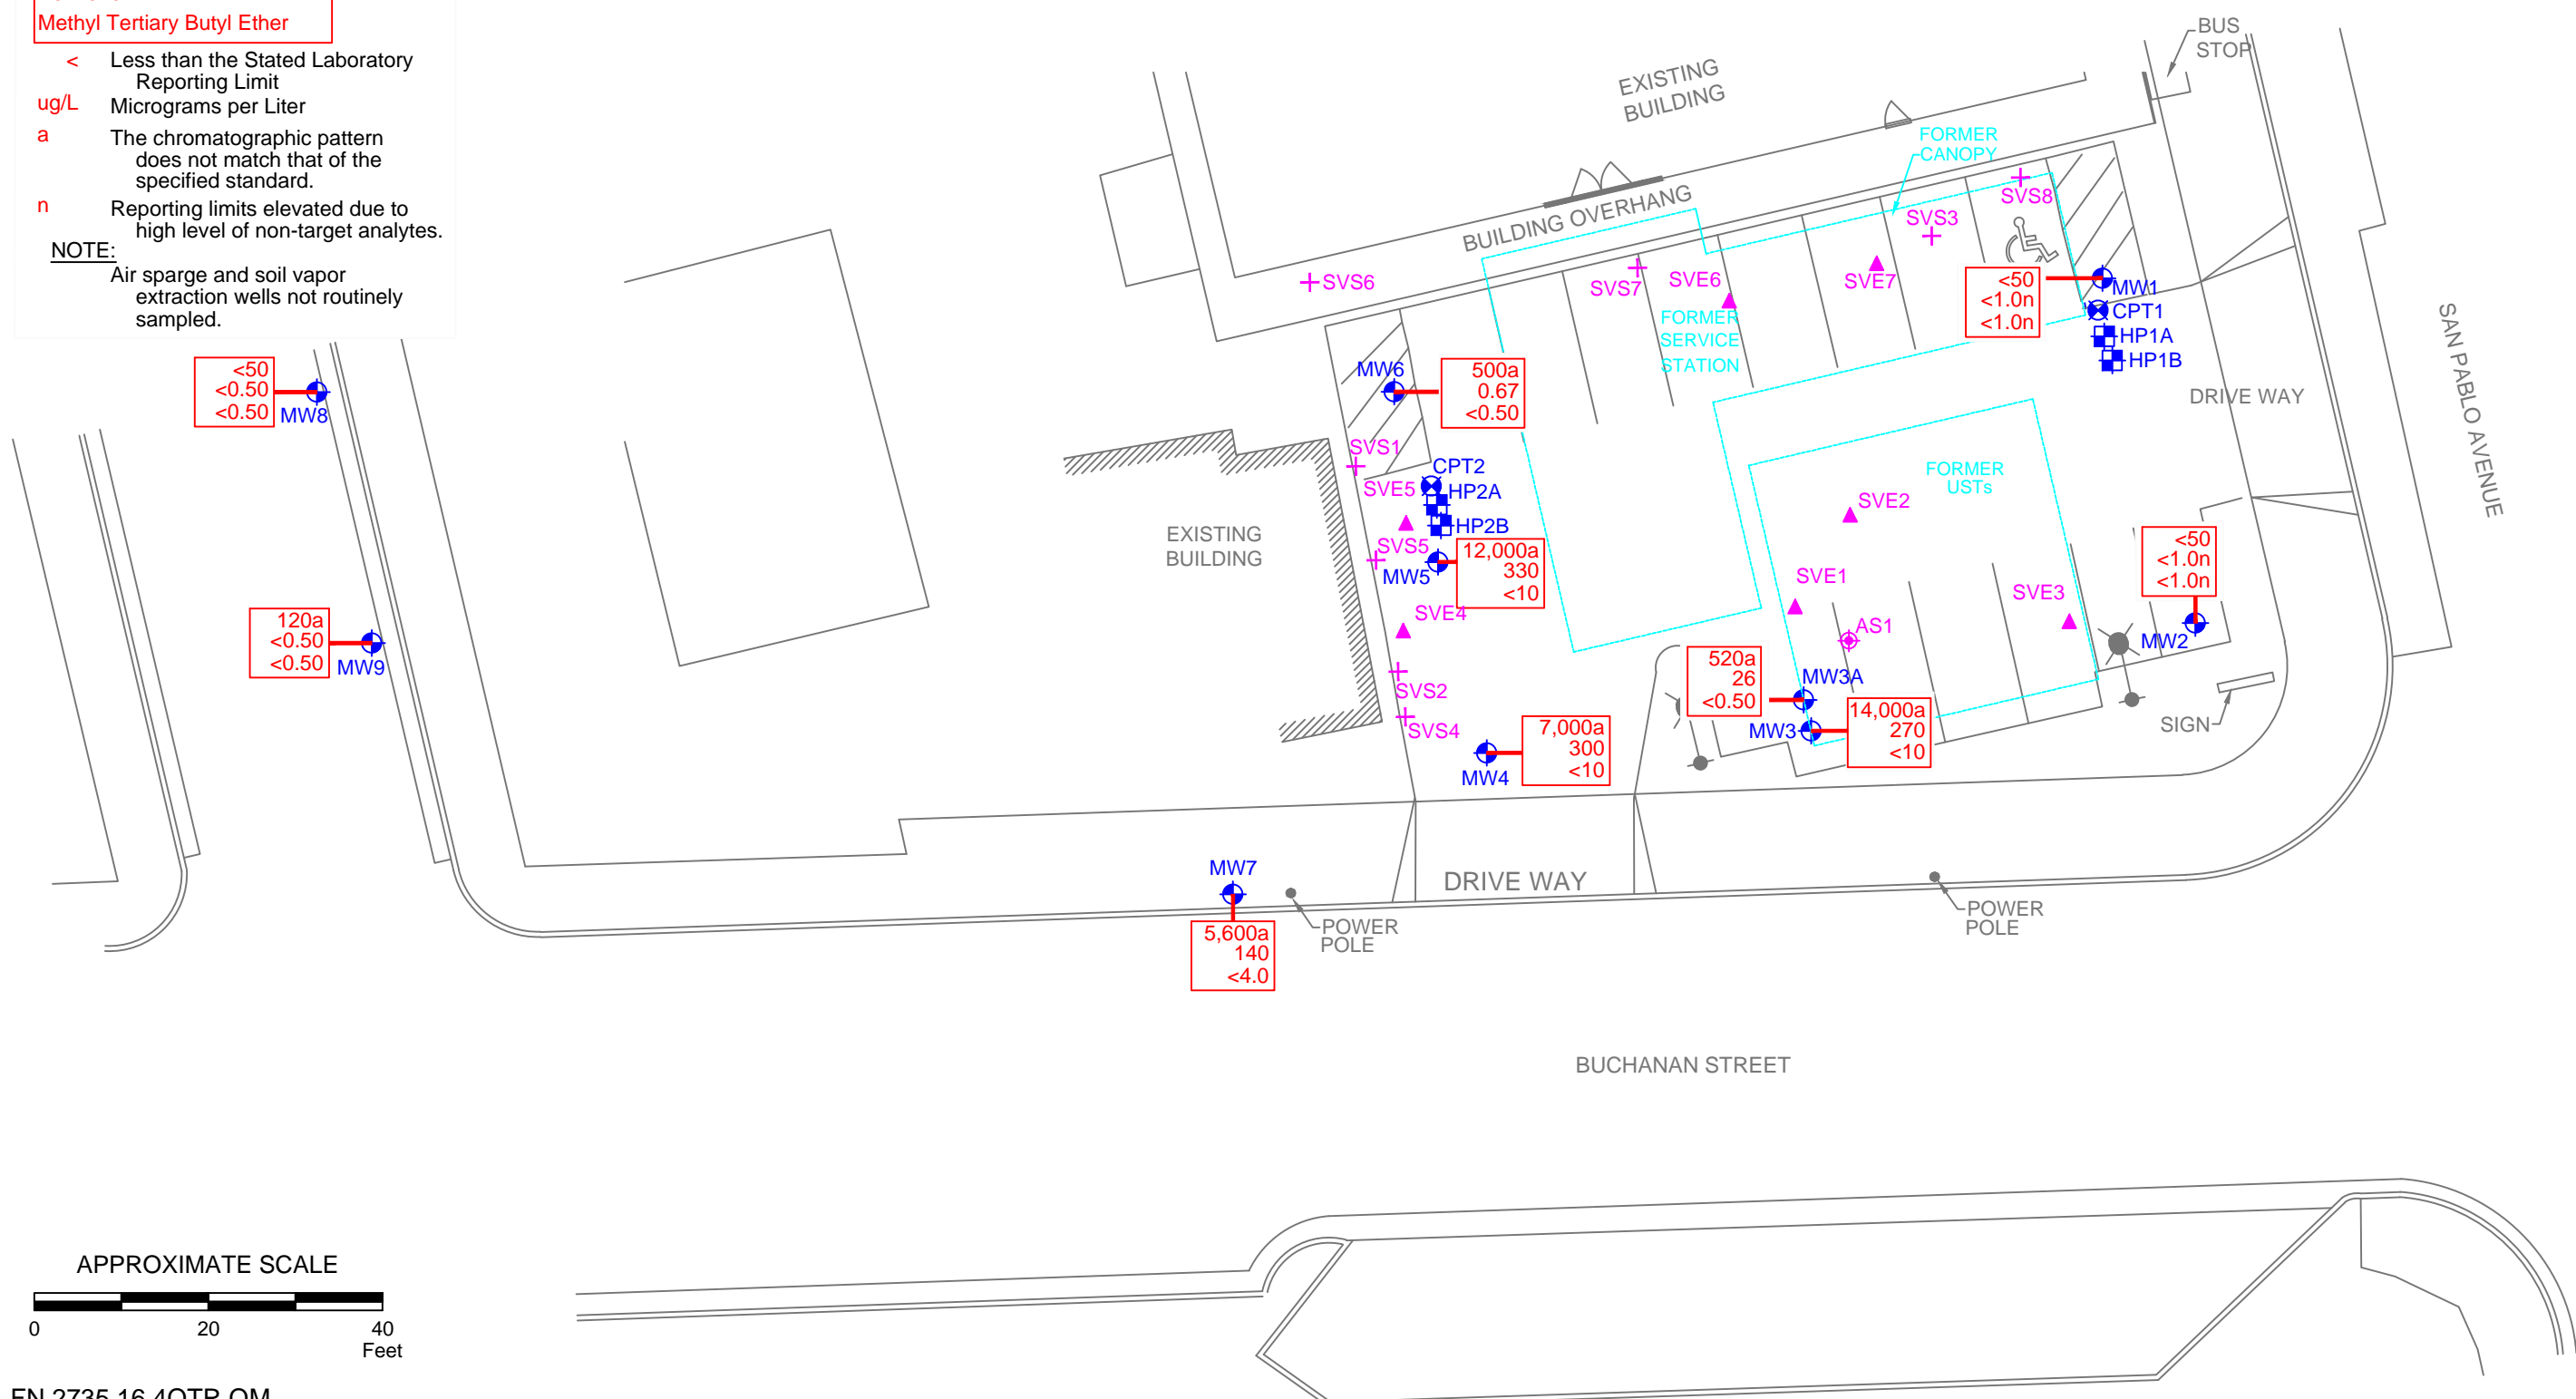 Methyl Tertiary Butyl Ether
< Less than the Stated Laboratory
Reporting Limit
ug/L Micrograms per Liter
a The chromatographic pattern
does not match that of the
specified standard.
n Reporting limits elevated due to
high level of non-target analytes.
NOTE:
Air sparge and soil vapor
extraction wells not routinely
sampled.
BUS
STOP
EXISTING
BUILDING
FORMER
CANOPY
BUILDING OVERHANG
SVS8
SVS3
SVS6
SVS7
SVE6
SVE7
<50
<1.0n
<1.0n
MW1
CPT1
HP1A
HP1B
FORMER
SERVICE
STATION
SAN PABLO AVENUE
DRIVE WAY
<50
<0.50
<0.50
MW8
MW6
500a
0.67
<0.50
SVS1
CPT2
SVE5
HP2A
HP2B
FORMER
USTs
SVE2
EXISTING
BUILDING
SVS5
MW5
12,000a
330
<10
<50
<1.0n
<1.0n
MW2
SVE1
SVE3
SVE4
AS1
120a
<0.50
<0.50
MW9
520a
26
<0.50
MW3A
SVS2
SVS4
MW3
14,000a
270
<10
SIGN
7,000a
300
<10
MW4
MW7
DRIVE WAY
5,600a
140
<4.0
POWER
POLE
POWER
POLE
BUCHANAN STREET
APPROXIMATE SCALE
0 20 40
Feet
FN 2735 16 4QTR QM